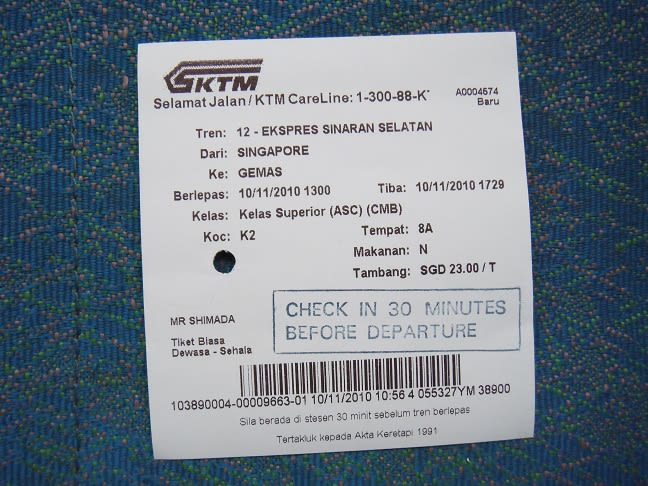 KTM
Selamat Jalan / KTM CareLine: 1-300-88-K
A0004674
Baru
Tren: 12 - EKSPRES SINARAN SELATAN
Dari: SINGAPORE
Ke: GEMAS
Berlepas: 10/11/2010 1300 Tiba: 10/11/2010 1729
Kelas: Kelas Superior (ASC) (CMB)
Koc: K2 Tempat: 8A
Makanan: N
Tambang: SGD 23.00 / T
CHECK IN 30 MINUTES
BEFORE DEPARTURE
MR SHIMADA
Tiket Biasa
Dewasa - Sehala
103890004-00009663-01 10/11/2010 10:56 4 055327YM 38900
Sila berada di stesen 30 minit sebelum tren berlepas
Tertakluk kepada Akta Keretapi 1991